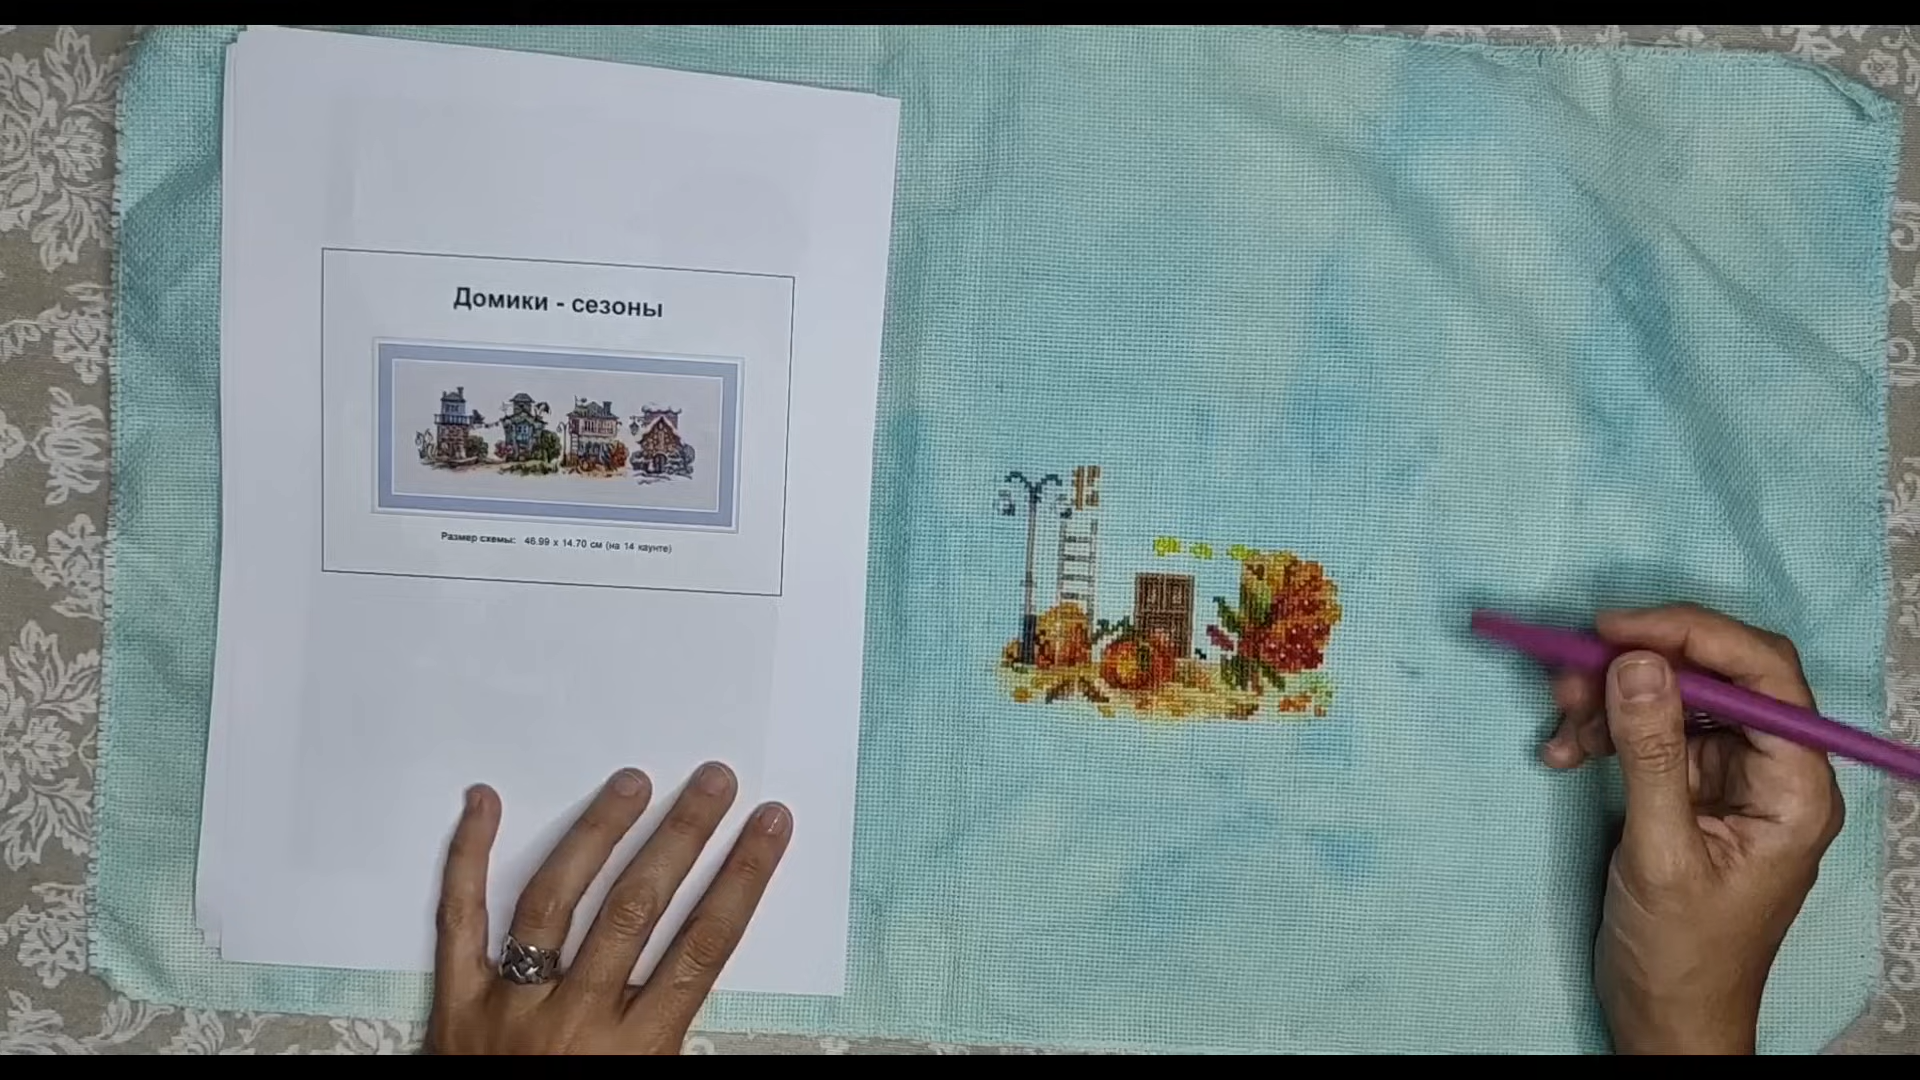 Домики - сезоны
Размер схемы: 46.99 x 14.70 см (на 14 каунте)